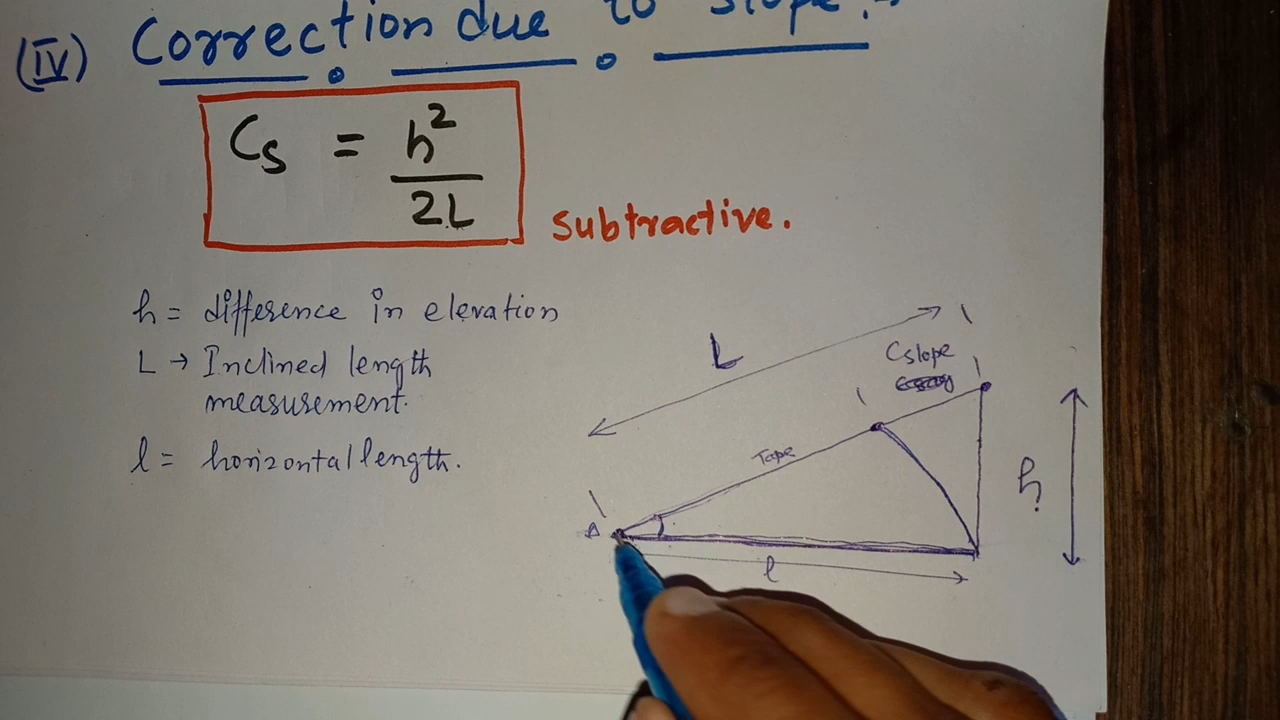 (IV) Correction due to slope:-
Cs = h²/2L
subtractive.
h = difference in elevation
L → Inclined length
measurement.
l = horizontal length.
L
Cslope
Tape
h
A
l